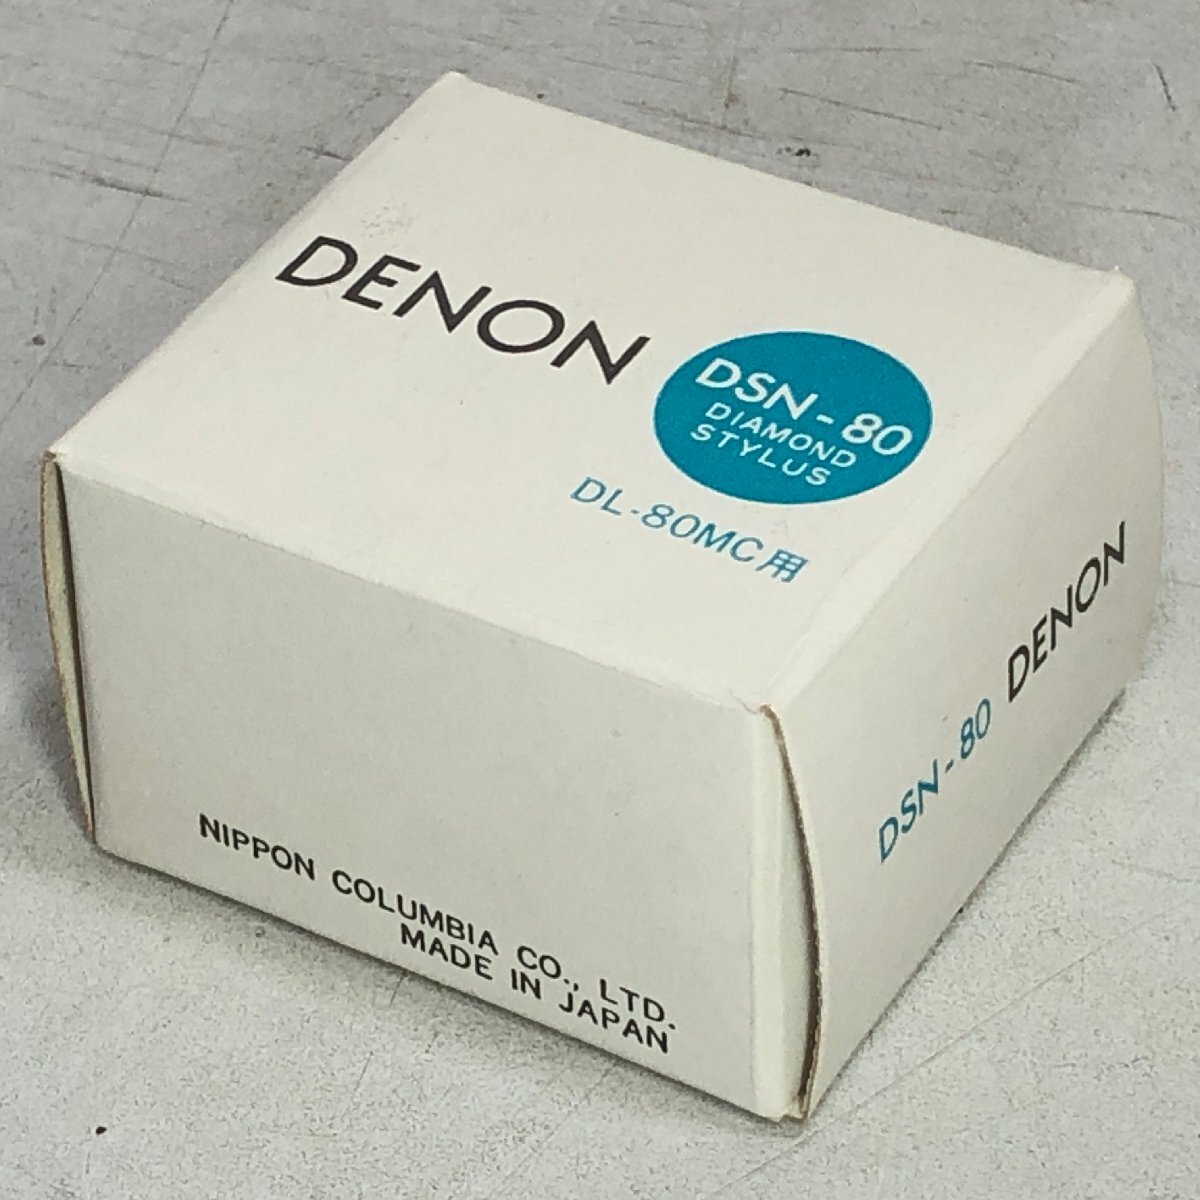 DENON
DSN-80
DIAMOND
STYLUS
DL-80MC用
DSN-80 DENON
NIPPON COLUMBIA CO., LTD.
MADE IN JAPAN